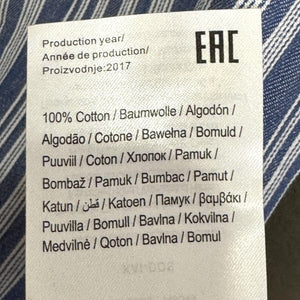 Production year/
Année de production/
Proizvodnje:2017
EAC
100% Cotton / Baumwolle / Algodón /
Algodão / Cotone / Bawełna / Bomuld /
Puuviil / Coton / Хлопок / Pamuk /
Bombaž / Pamuk / Bumbac / Pamut /
Katun / قطن / Katoen / Памук / βαμβάκι /
Puuvilla / Bomull / Bavlna / Kokvilna /
Medvilnė / Qoton / Bavlna / Bomul